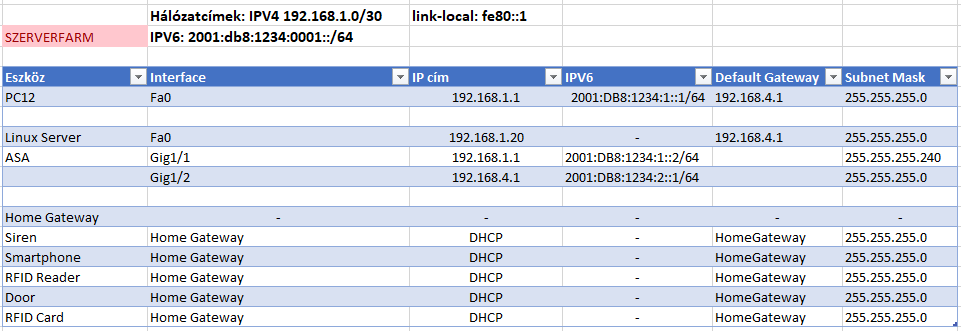 Hálózatcímek: IPV4 192.168.1.0/30 link-local: fe80::1
SZERVERFARM IPV6: 2001:db8:1234:0001::/64
Eszköz Interface IP cím IPV6 Default Gateway Subnet Mask
PC12 Fa0 192.168.1.1 2001:DB8:1234:1::1/64 192.168.4.1 255.255.255.0
Linux Server Fa0 192.168.1.20 - 192.168.4.1 255.255.255.0
ASA Gig1/1 192.168.1.1 2001:DB8:1234:1::2/64 255.255.255.240
Gig1/2 192.168.4.1 2001:DB8:1234:2::1/64 255.255.255.0
Home Gateway - - - - -
Siren Home Gateway DHCP - HomeGateway 255.255.255.0
Smartphone Home Gateway DHCP - HomeGateway 255.255.255.0
RFID Reader Home Gateway DHCP - HomeGateway 255.255.255.0
Door Home Gateway DHCP - HomeGateway 255.255.255.0
RFID Card Home Gateway DHCP - HomeGateway 255.255.255.0